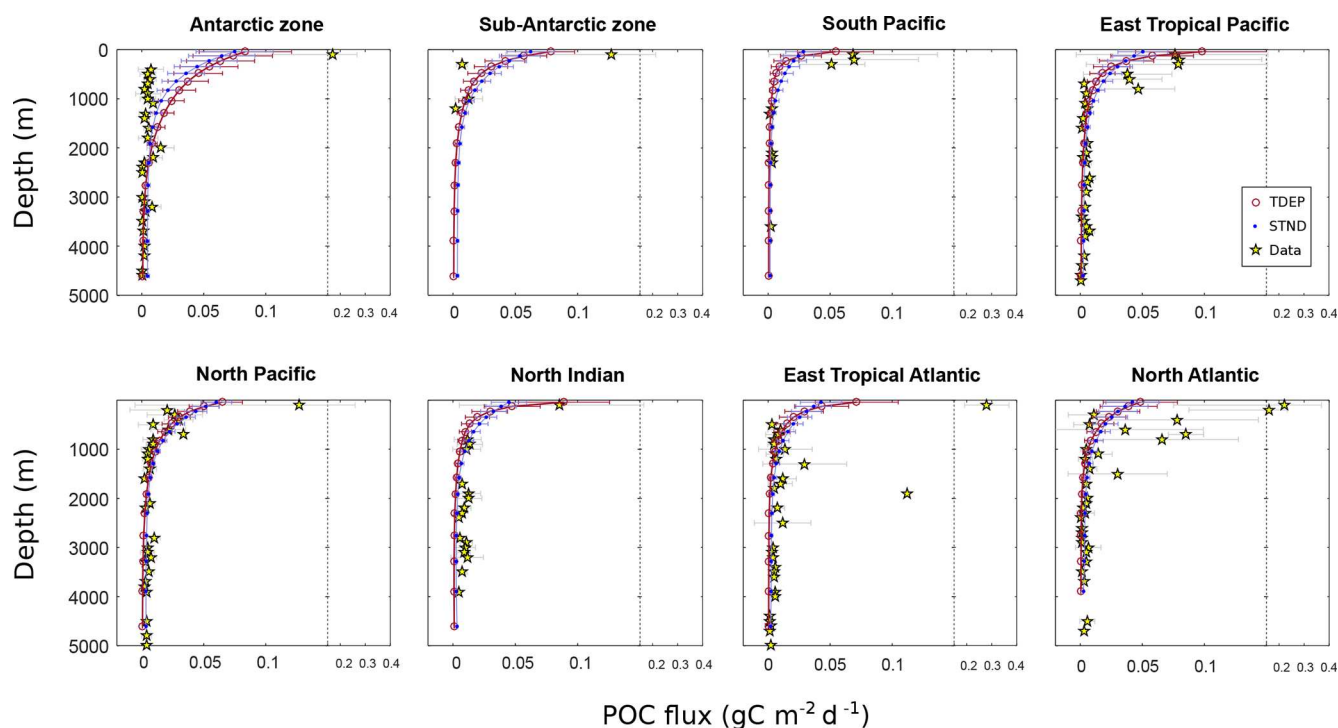 Antarctic zone Sub-Antarctic zone South Pacific East Tropical Pacific
Depth (m)
0
1000
2000
3000
4000
5000
TDEP
STND
Data
0 0.05 0.1 0.2 0.3 0.4 0 0.05 0.1 0.2 0.3 0.4 0 0.05 0.1 0.2 0.3 0.4 0 0.05 0.1 0.2 0.3 0.4
North Pacific North Indian East Tropical Atlantic North Atlantic
Depth (m)
0
1000
2000
3000
4000
5000
0 0.05 0.1 0.2 0.3 0.4 0 0.05 0.1 0.2 0.3 0.4 0 0.05 0.1 0.2 0.3 0.4 0 0.05 0.1 0.2 0.3 0.4
POC flux (gC m⁻² d⁻¹)